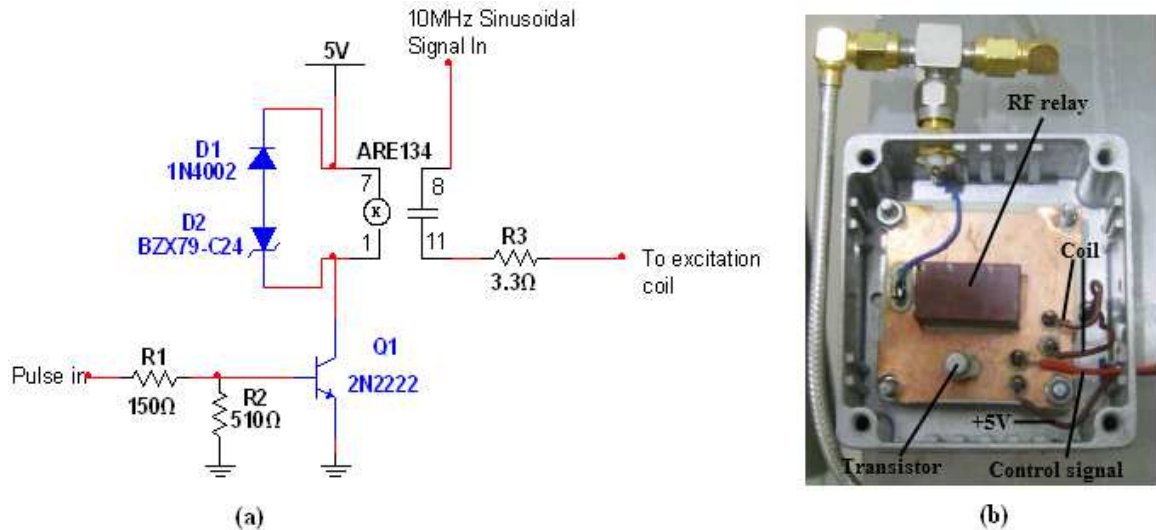 10MHz Sinusoidal
Signal In
5V
D1
1N4002
ARE134
7
8
K
D2
BZX79-C24
1
11
R3
3.3Ω
To excitation
coil
Pulse in
R1
150Ω
R2
510Ω
Q1
2N2222
(a)
RF relay
Coil
+5V
Transistor
Control signal
(b)